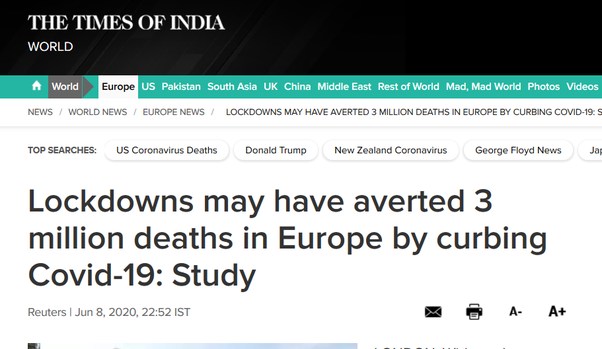 THE TIMES OF INDIA
WORLD
World Europe US Pakistan South Asia UK China Middle East Rest of World Mad, Mad World Photos Videos
NEWS / WORLD NEWS / EUROPE NEWS / LOCKDOWNS MAY HAVE AVERTED 3 MILLION DEATHS IN EUROPE BY CURBING COVID-19: S
TOP SEARCHES: US Coronavirus Deaths Donald Trump New Zealand Coronavirus George Floyd News Jap
Lockdowns may have averted 3
million deaths in Europe by curbing
Covid-19: Study
Reuters | Jun 8, 2020, 22:52 IST A- A+